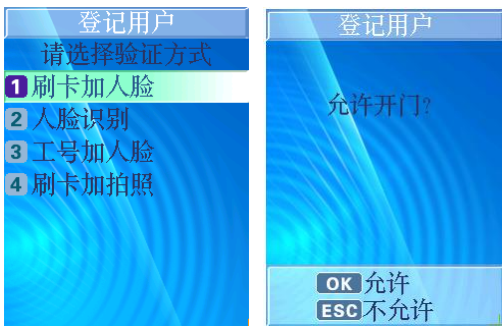 登记用户
请选择验证方式
1 刷卡加人脸
2 人脸识别
3 工号加人脸
4 刷卡加拍照
登记用户
允许开门?
OK 允许
ESC 不允许